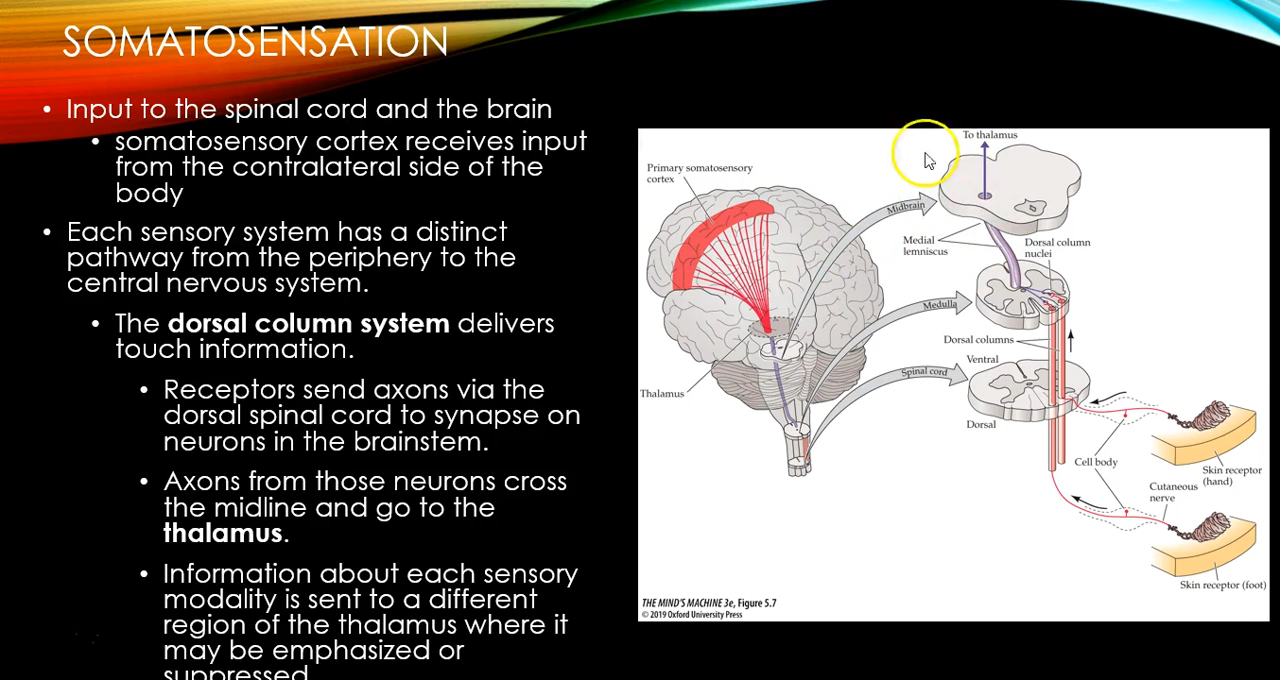 SOMATOSENSATION
• Input to the spinal cord and the brain
• somatosensory cortex receives input
from the contralateral side of the
body
• Each sensory system has a distinct
pathway from the periphery to the
central nervous system.
• The dorsal column system delivers
touch information.
• Receptors send axons via the
dorsal spinal cord to synapse on
neurons in the brainstem.
• Axons from those neurons cross
the midline and go to the
thalamus.
• Information about each sensory
modality is sent to a different
region of the thalamus where it
may be emphasized or
suppressed
To thalamus
Primary somatosensory
cortex
Midbrain
Medial
lemniscus
Dorsal column
nuclei
Medulla
Dorsal columns
Ventral
Spinal cord
Thalamus
Dorsal
Cell body
Skin receptor
(hand)
Cutaneous
nerve
Skin receptor (foot)
THE MIND'S MACHINE 3e, Figure 5.7
© 2019 Oxford University Press